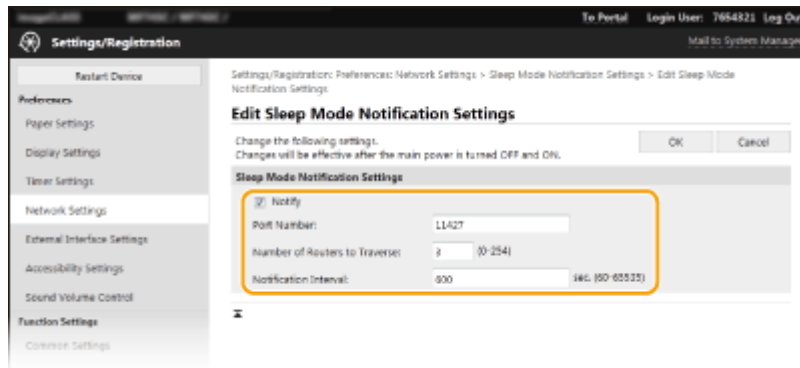 To Portal Login User: 7654321 Log Ou
Settings/Registration
Mail to System Manage
Restart Device
Preferences
Paper Settings
Display Settings
Timer Settings
Network Settings
External Interface Settings
Accessibility Settings
Sound Volume Control
Function Settings
Common Settings
Settings/Registration: Preferences: Network Settings > Sleep Mode Notification Settings > Edit Sleep Mode
Notification Settings
Edit Sleep Mode Notification Settings
Change the following settings.
Changes will be effective after the main power is turned OFF and ON.
OK Cancel
Sleep Mode Notification Settings
Notify
Port Number: 11427
Number of Routers to Traverse: 3 (0-254)
Notification Interval: 600 sec. (60-65535)